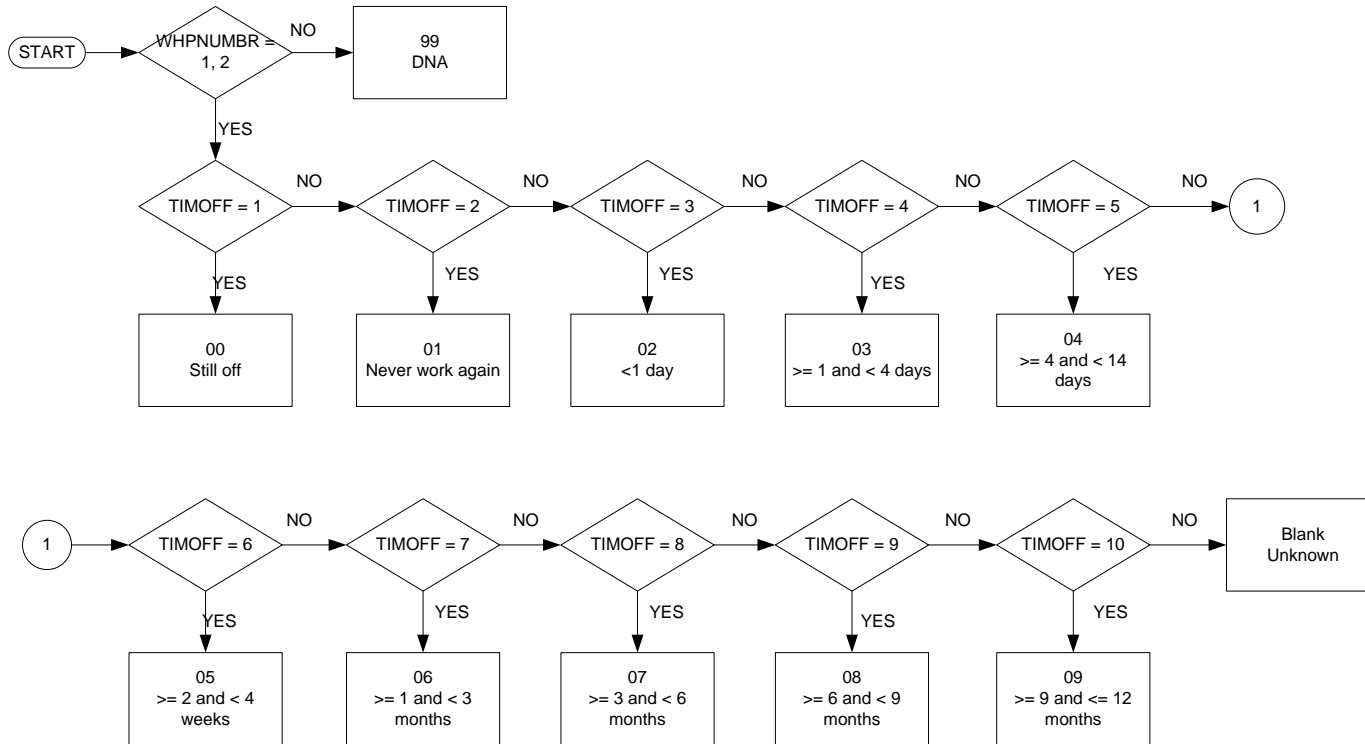 START
WHPNUMBR =
1, 2
NO
99
DNA
YES
TIMOFF = 1
NO
TIMOFF = 2
NO
TIMOFF = 3
NO
TIMOFF = 4
NO
TIMOFF = 5
NO
1
YES
YES
YES
YES
YES
00
Still off
01
Never work again
02
<1 day
03
>= 1 and < 4 days
04
>= 4 and < 14
days
1
TIMOFF = 6
NO
TIMOFF = 7
NO
TIMOFF = 8
NO
TIMOFF = 9
NO
TIMOFF = 10
NO
Blank
Unknown
YES
YES
YES
YES
YES
05
>= 2 and < 4
weeks
06
>= 1 and < 3
months
07
>= 3 and < 6
months
08
>= 6 and < 9
months
09
>= 9 and <= 12
months